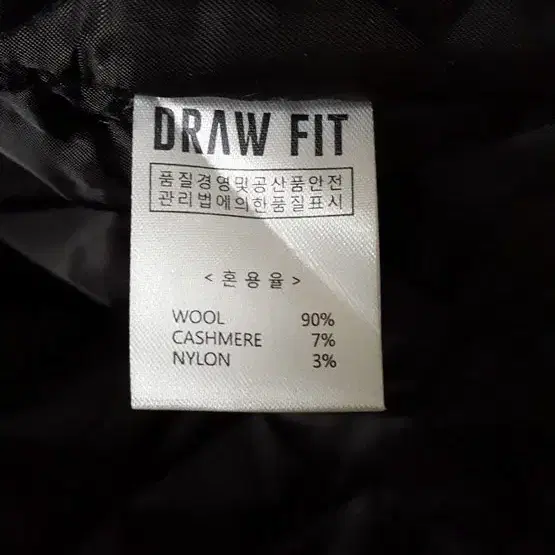 DRAW FIT
품질경영및공산품안전
관리법에의한품질표시
< 혼용율 >
WOOL 90%
CASHMERE 7%
NYLON 3%